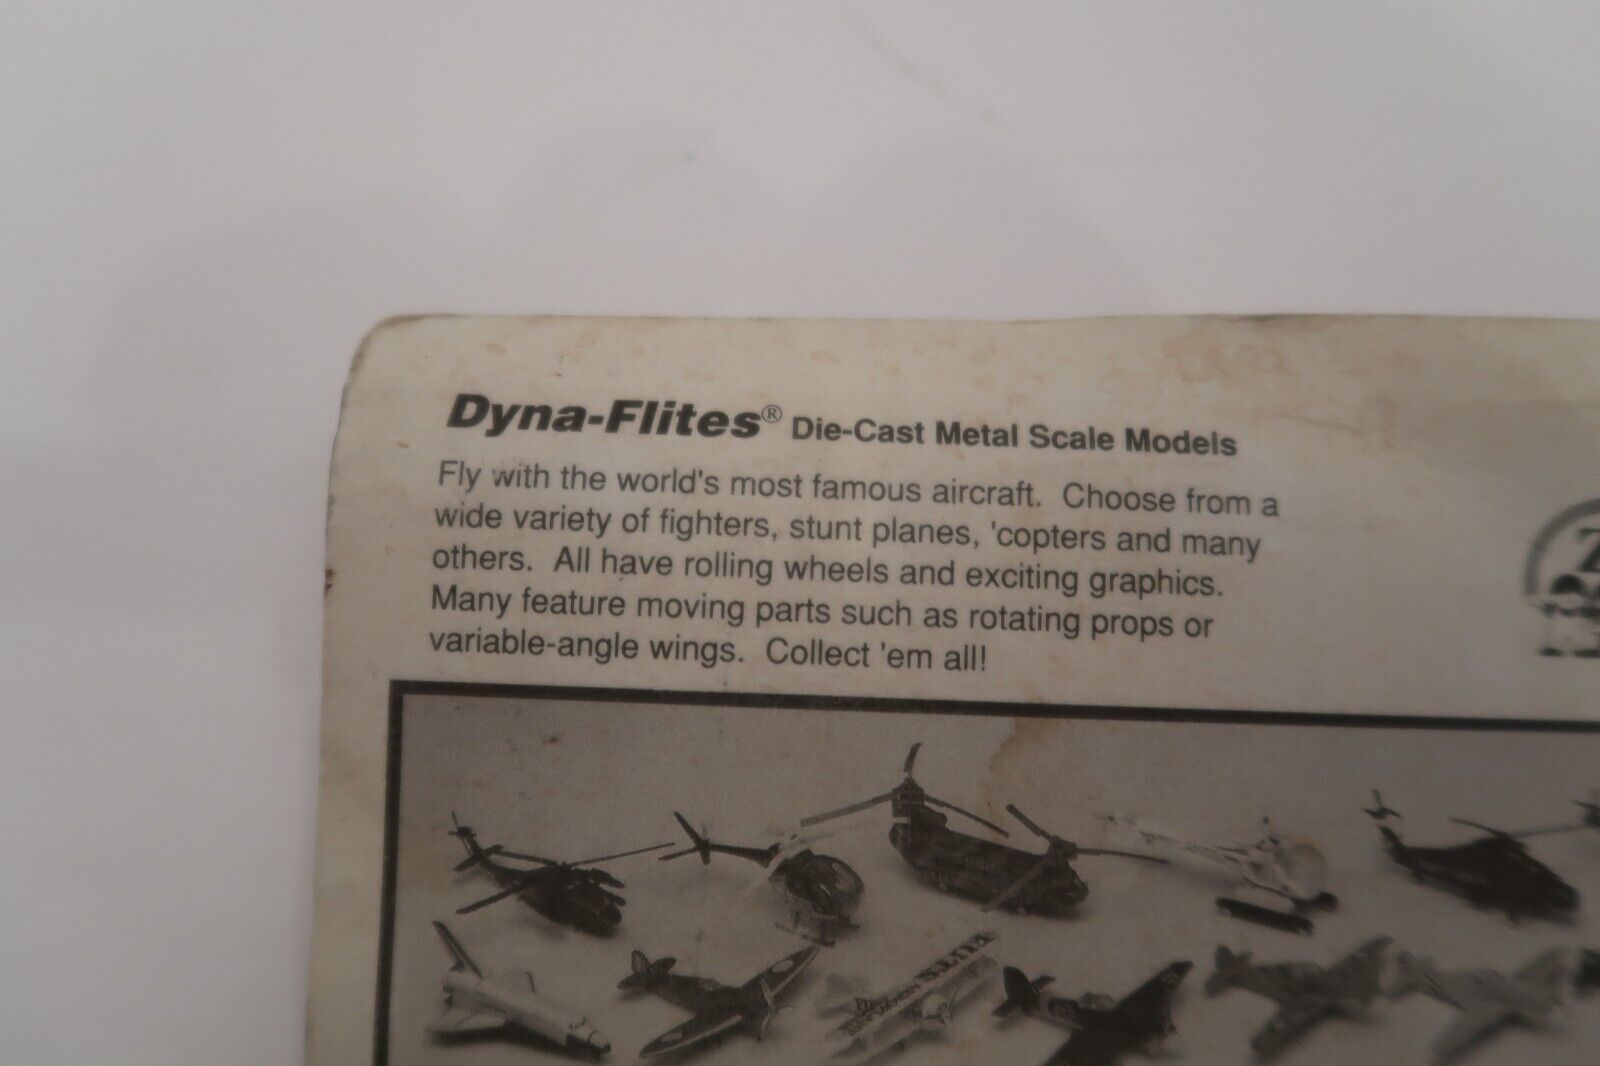 Dyna-Flites® Die-Cast Metal Scale Models
Fly with the world's most famous aircraft.  Choose from a
wide variety of fighters, stunt planes, 'copters and many
others.  All have rolling wheels and exciting graphics.
Many feature moving parts such as rotating props or
variable-angle wings.  Collect 'em all!